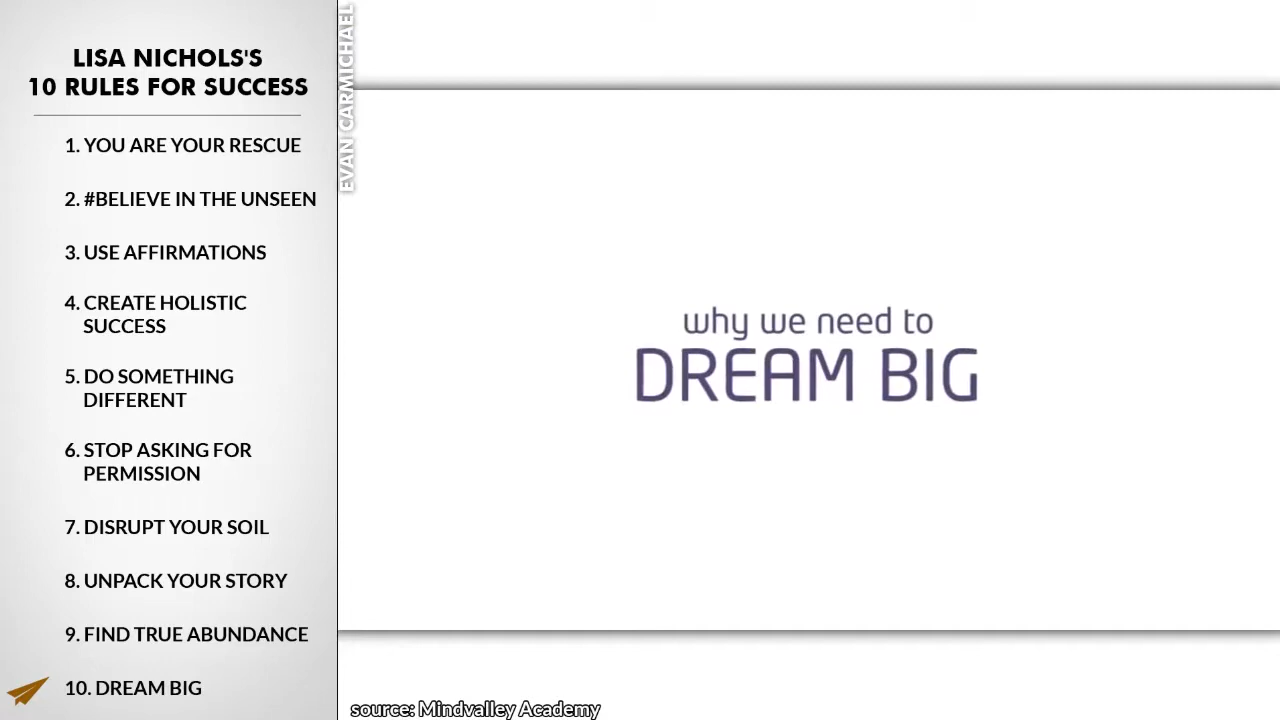 LISA NICHOLS'S
10 RULES FOR SUCCESS
1. YOU ARE YOUR RESCUE
2. #BELIEVE IN THE UNSEEN
3. USE AFFIRMATIONS
4. CREATE HOLISTIC
SUCCESS
5. DO SOMETHING
DIFFERENT
6. STOP ASKING FOR
PERMISSION
7. DISRUPT YOUR SOIL
8. UNPACK YOUR STORY
9. FIND TRUE ABUNDANCE
10. DREAM BIG
EVAN CARMICHAEL
why we need to
DREAM BIG
source: Mindvalley Academy